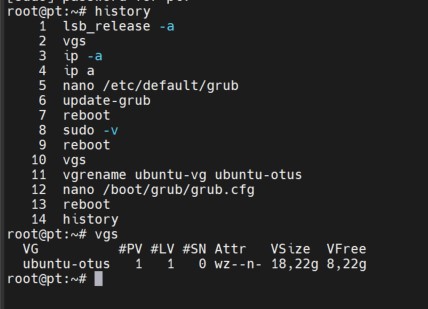 root@pt:~# history
1 lsb_release -a
2 vgs
3 ip -a
4 ip a
5 nano /etc/default/grub
6 update-grub
7 reboot
8 sudo -v
9 reboot
10 vgs
11 vgrename ubuntu-vg ubuntu-otus
12 nano /boot/grub/grub.cfg
13 reboot
14 history
root@pt:~# vgs
VG #PV #LV #SN Attr VSize VFree
ubuntu-otus 1 1 0 wz--n- 18,22g 8,22g
root@pt:~#